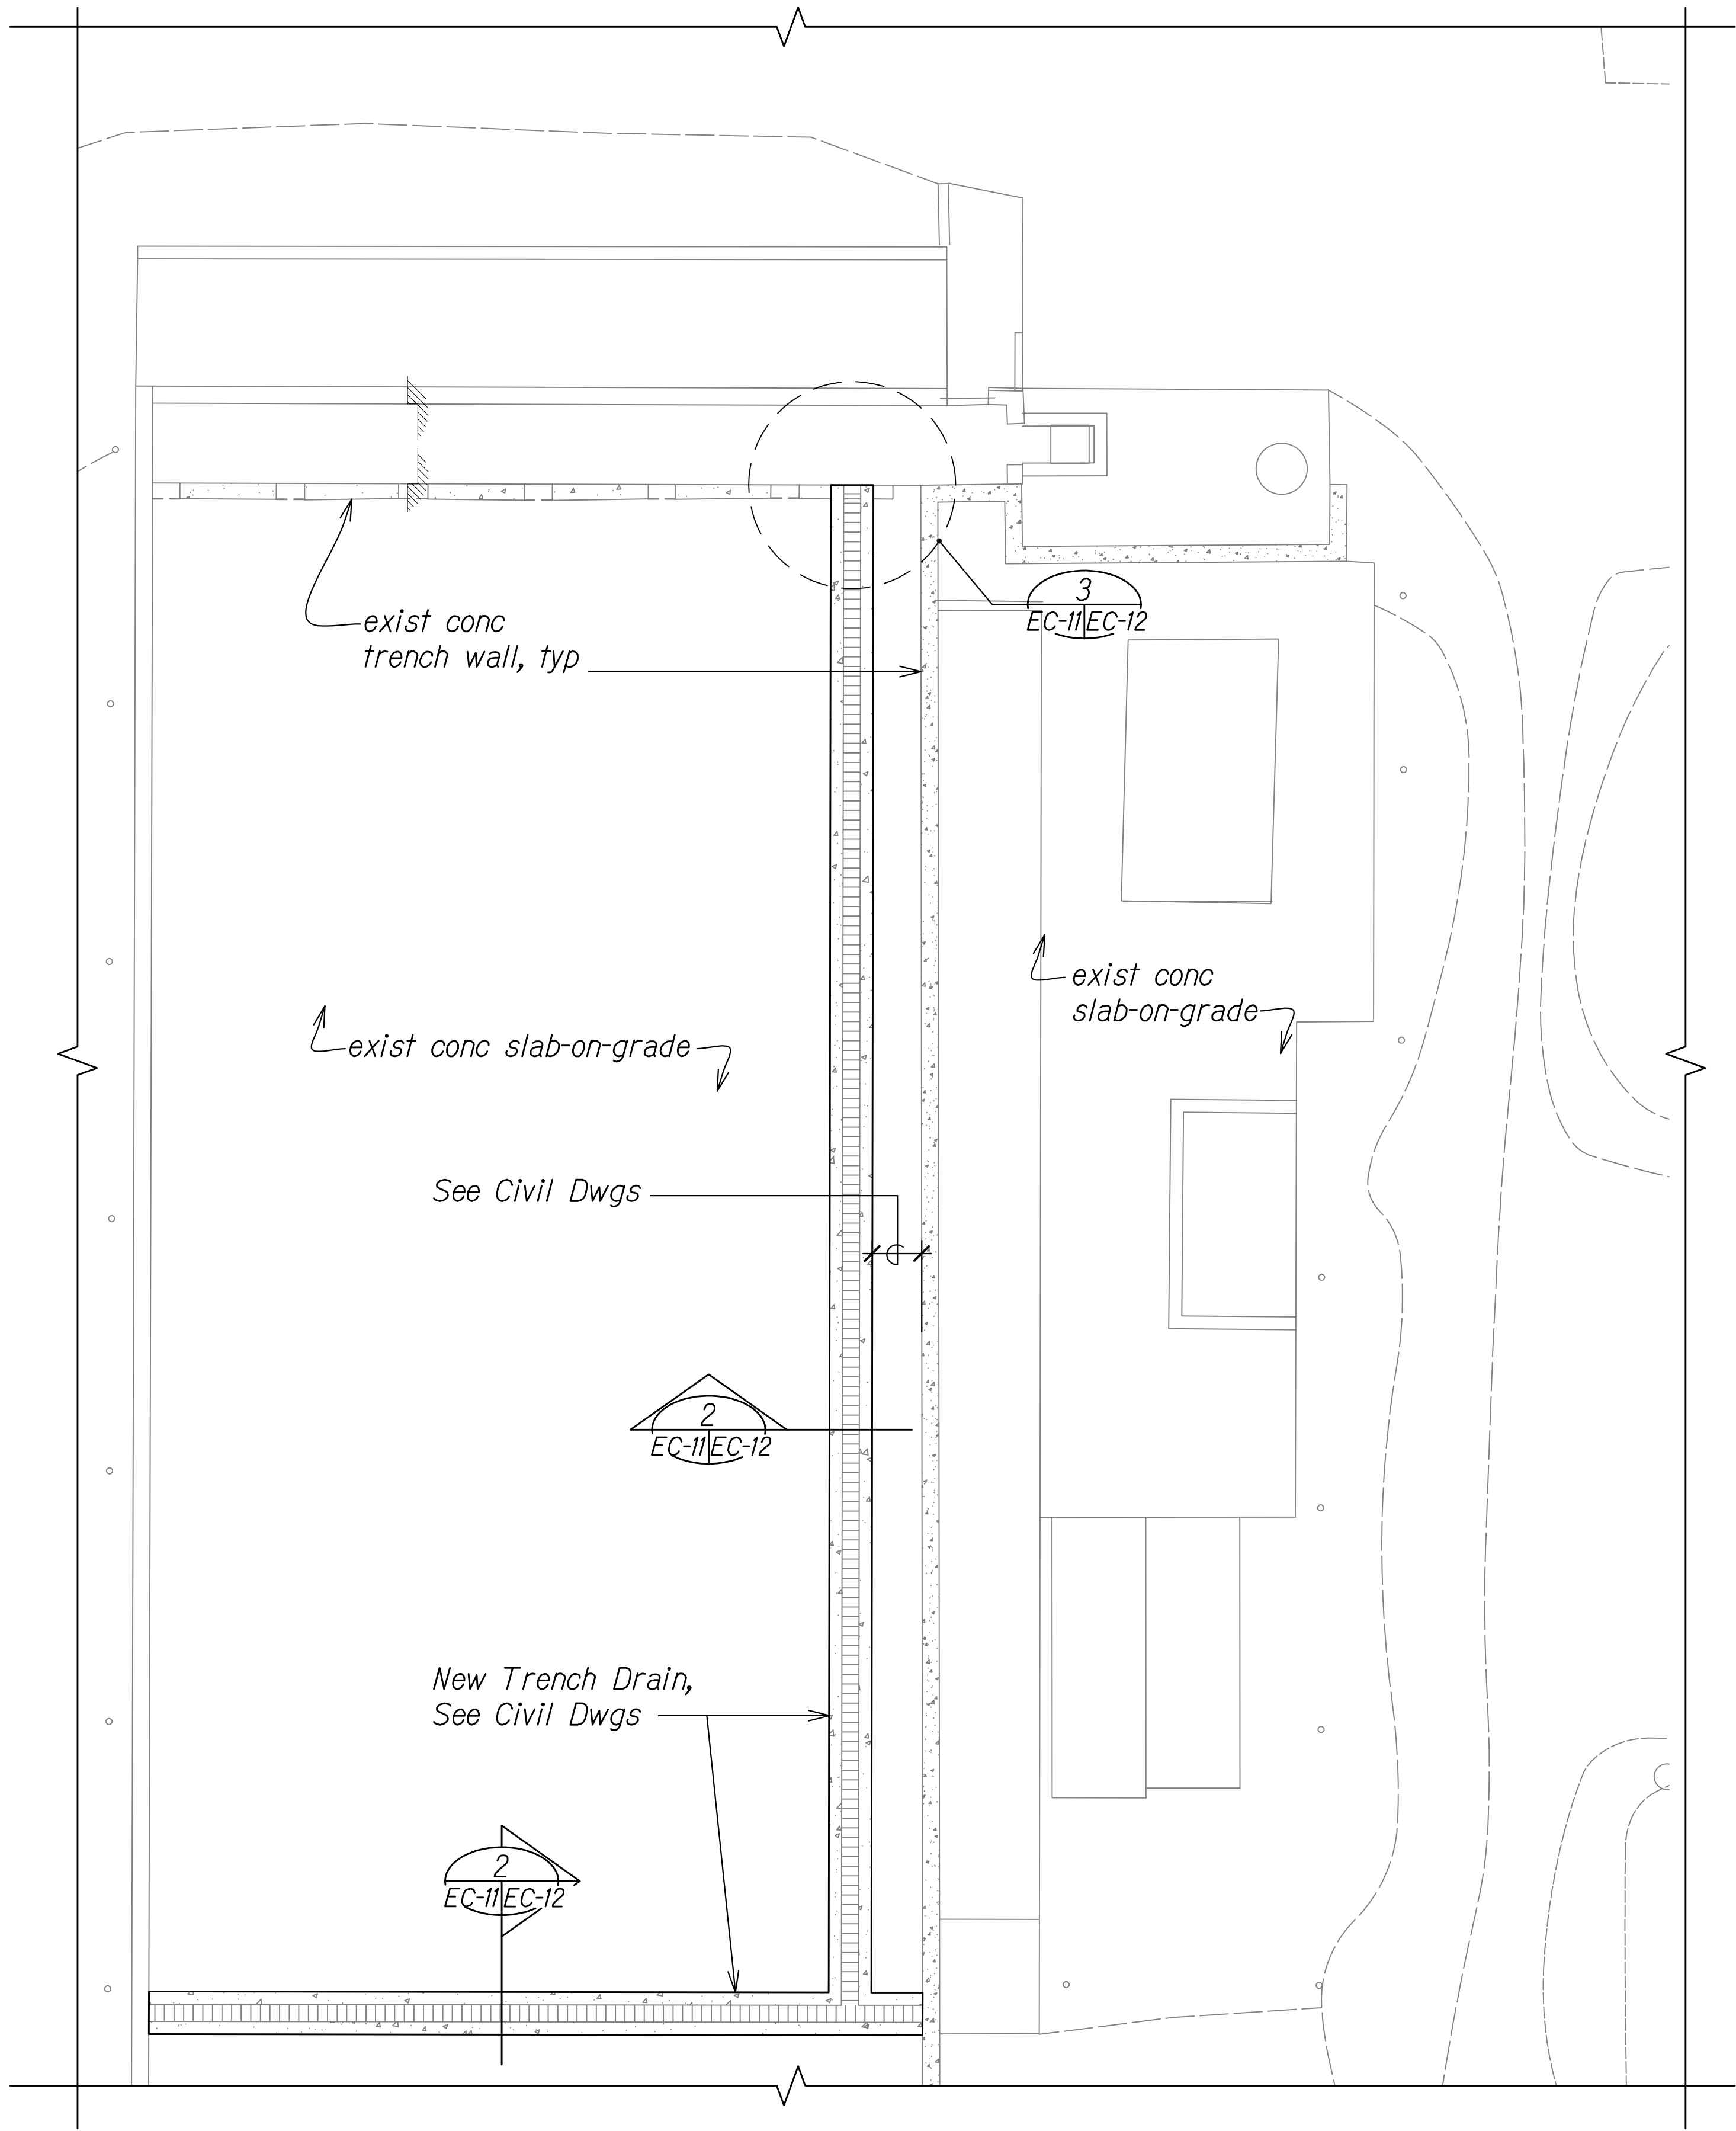 exist conc
trench wall, typ
3
EC-11 EC-12
exist conc
slab-on-grade
exist conc slab-on-grade
See Civil Dwgs
2
EC-11 EC-12
New Trench Drain,
See Civil Dwgs
2
EC-11 EC-12